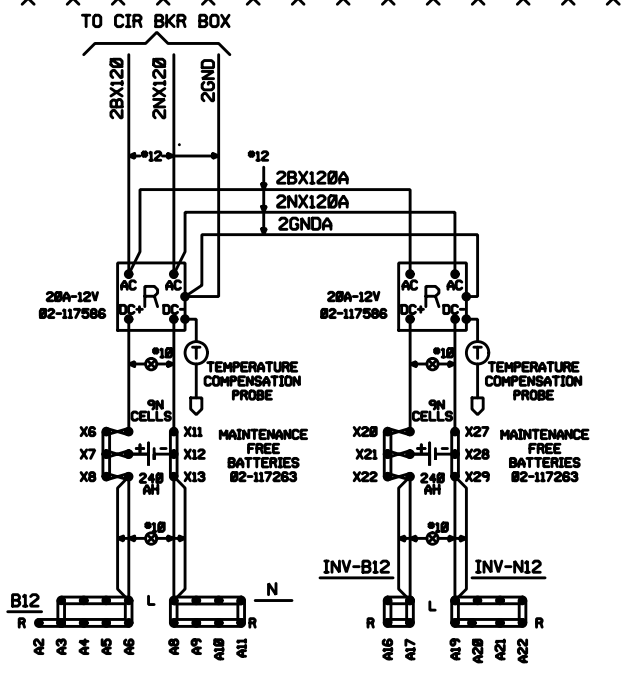 TO CIR BKR BOX
2BX120
2NX120
2GND
*12
*12
2BX120A
2NX120A
2GNDA
AC AC
R
DC+ DC-
20A-12V
02-117586
AC AC
R
DC+ DC-
20A-12V
02-117586
*10
T
TEMPERATURE
COMPENSATION
PROBE
*10
T
TEMPERATURE
COMPENSATION
PROBE
9N
CELLS
X6 X11
X7 + - X12
X8 X13
240
AH
MAINTENANCE
FREE
BATTERIES
02-117263
9N
CELLS
X20 X27
X21 + - X28
X22 X29
240
AH
MAINTENANCE
FREE
BATTERIES
02-117263
*10
*10
B12
L
N
R
R
A2 A3 A4 A5 A6 A8 A9 A10 A11
INV-B12
INV-N12
L
R
R
A16 A17 A19 A20 A21 A22